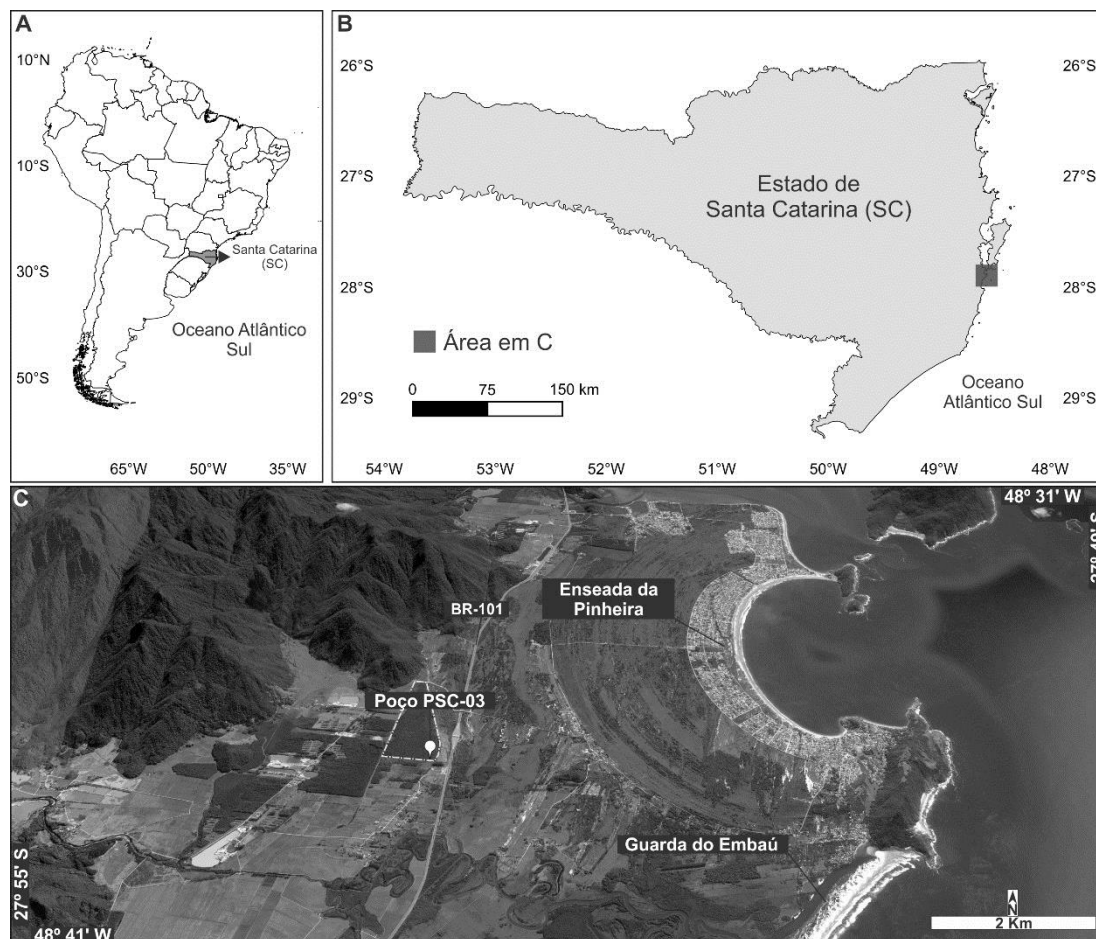 A
10°N
10°S
30°S
50°S
Santa Catarina
(SC)
Oceano Atlântico
Sul
65°W 50°W 35°W
B
26°S
27°S
28°S
29°S
26°S
27°S
28°S
29°S
Estado de
Santa Catarina (SC)
Área em C
0 75 150 km
Oceano
Atlântico Sul
54°W 53°W 52°W 51°W 50°W 49°W 48°W
C
48º 31' W
Enseada da
Pinheira
BR-101
Poço PSC-03
Guarda do Embaú
27º 55' S
48º 41' W
N
2 Km